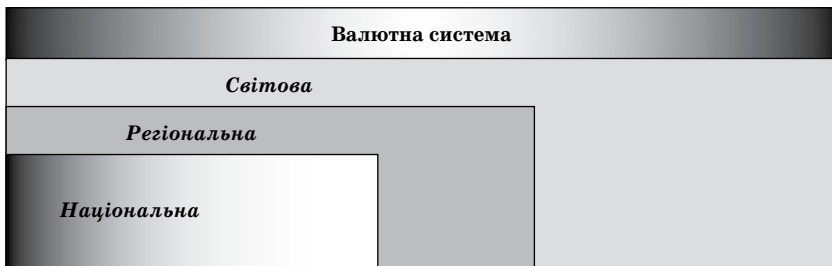 Валютна система
Світова
Регіональна
Національна